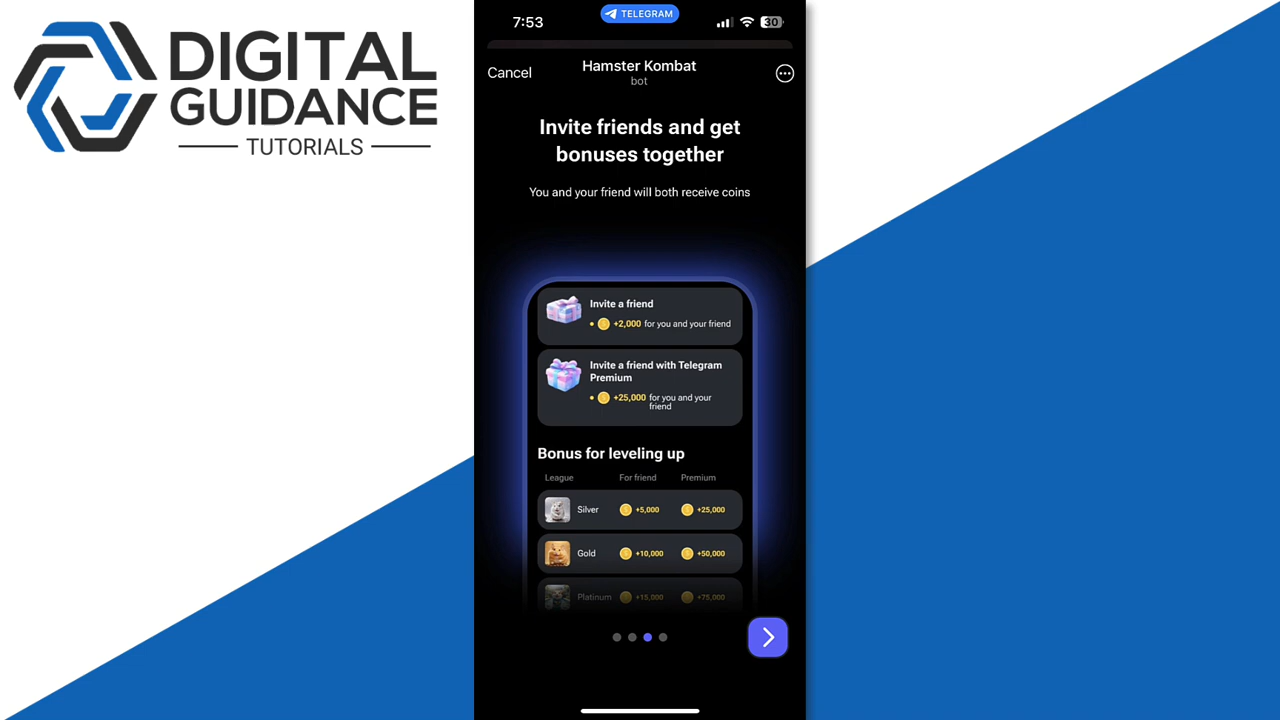 DIGITAL
GUIDANCE
TUTORIALS
7:53
TELEGRAM
30
Cancel
Hamster Kombat
bot
Invite friends and get
bonuses together
You and your friend will both receive coins
Invite a friend
+2,000 for you and your friend
Invite a friend with Telegram
Premium
+25,000 for you and your
friend
Bonus for leveling up
League For friend Premium
Silver +5,000 +25,000
Gold +10,000 +50,000
Platinum +15,000 +75,000